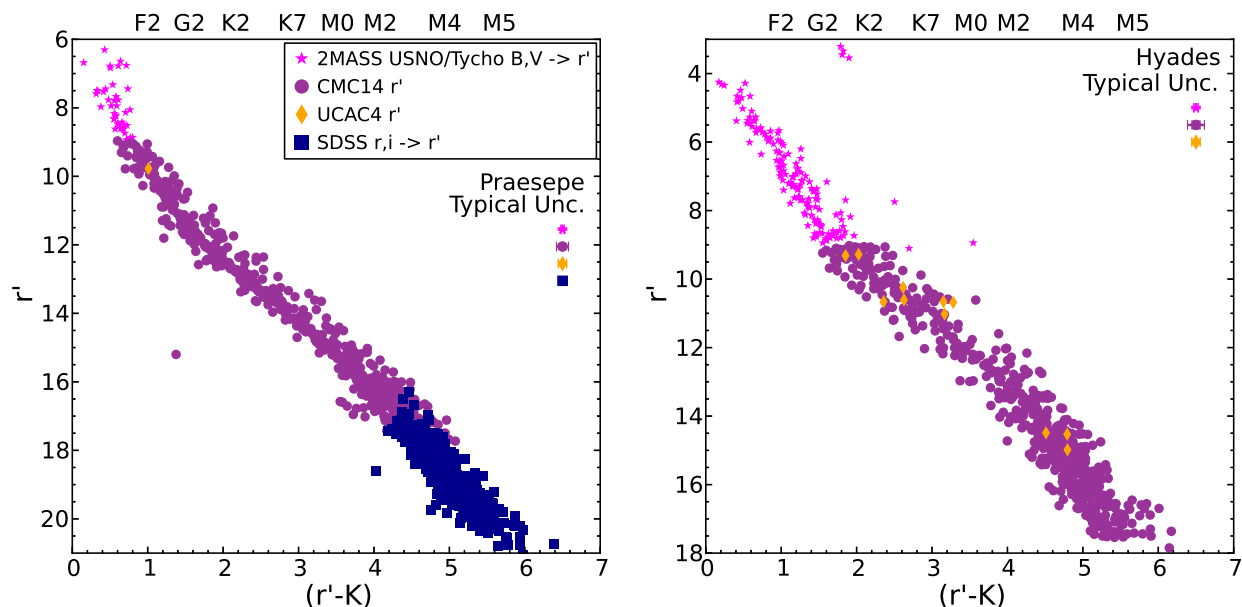 F2 G2 K2 K7 M0 M2 M4 M5
6
8
10
12
14
16
18
20
r'
2MASS USNO/Tycho B,V -> r'
CMC14 r'
UCAC4 r'
SDSS r,i -> r'
Praesepe
Typical Unc.
0 1 2 3 4 5 6 7
(r'-K)
F2 G2 K2 K7 M0 M2 M4 M5
4
6
8
10
12
14
16
18
r'
Hyades
Typical Unc.
0 1 2 3 4 5 6 7
(r'-K)